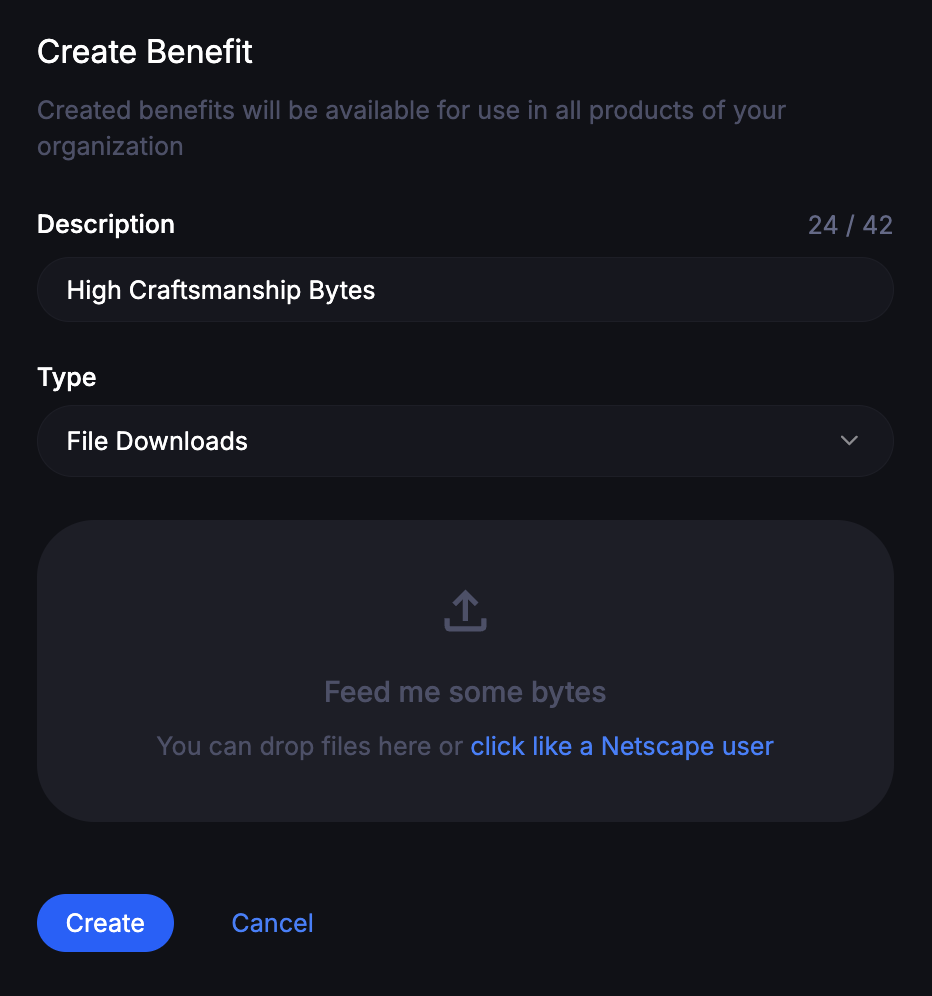 Create Benefit
Created benefits will be available for use in all products of your
organization
Description
24 / 42
High Craftsmanship Bytes
Type
File Downloads
Feed me some bytes
You can drop files here or click like a Netscape user
Create
Cancel